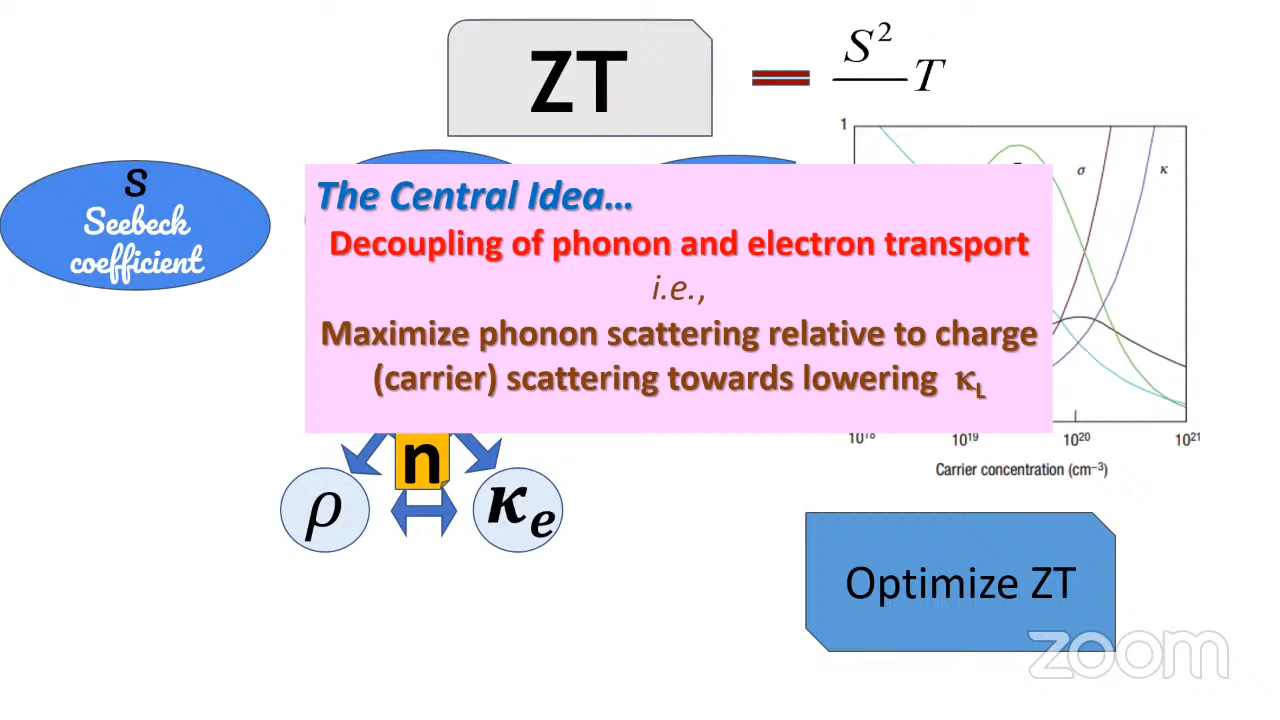 ZT
S²
T
S
Seebeck
coefficient
The Central Idea...
Decoupling of phonon and electron transport
i.e.,
Maximize phonon scattering relative to charge
(carrier) scattering towards lowering κL
1
σ
κ
10¹⁸ 10¹⁹ 10²⁰ 10²¹
Carrier concentration (cm⁻³)
n
ρ
κe
Optimize ZT
zoom